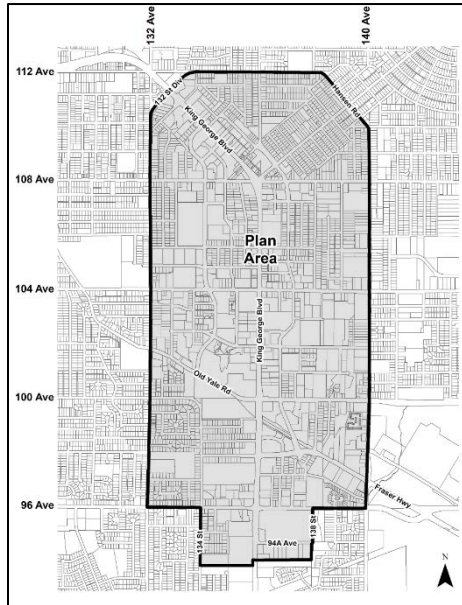 132 Ave
140 Ave
112 Ave
132 St Div
Hansen Rd
King George Blvd
108 Ave
Plan
Area
104 Ave
King George Blvd
Old Yale Rd
100 Ave
Fraser Hwy
96 Ave
134 St
94A Ave
138 St
N